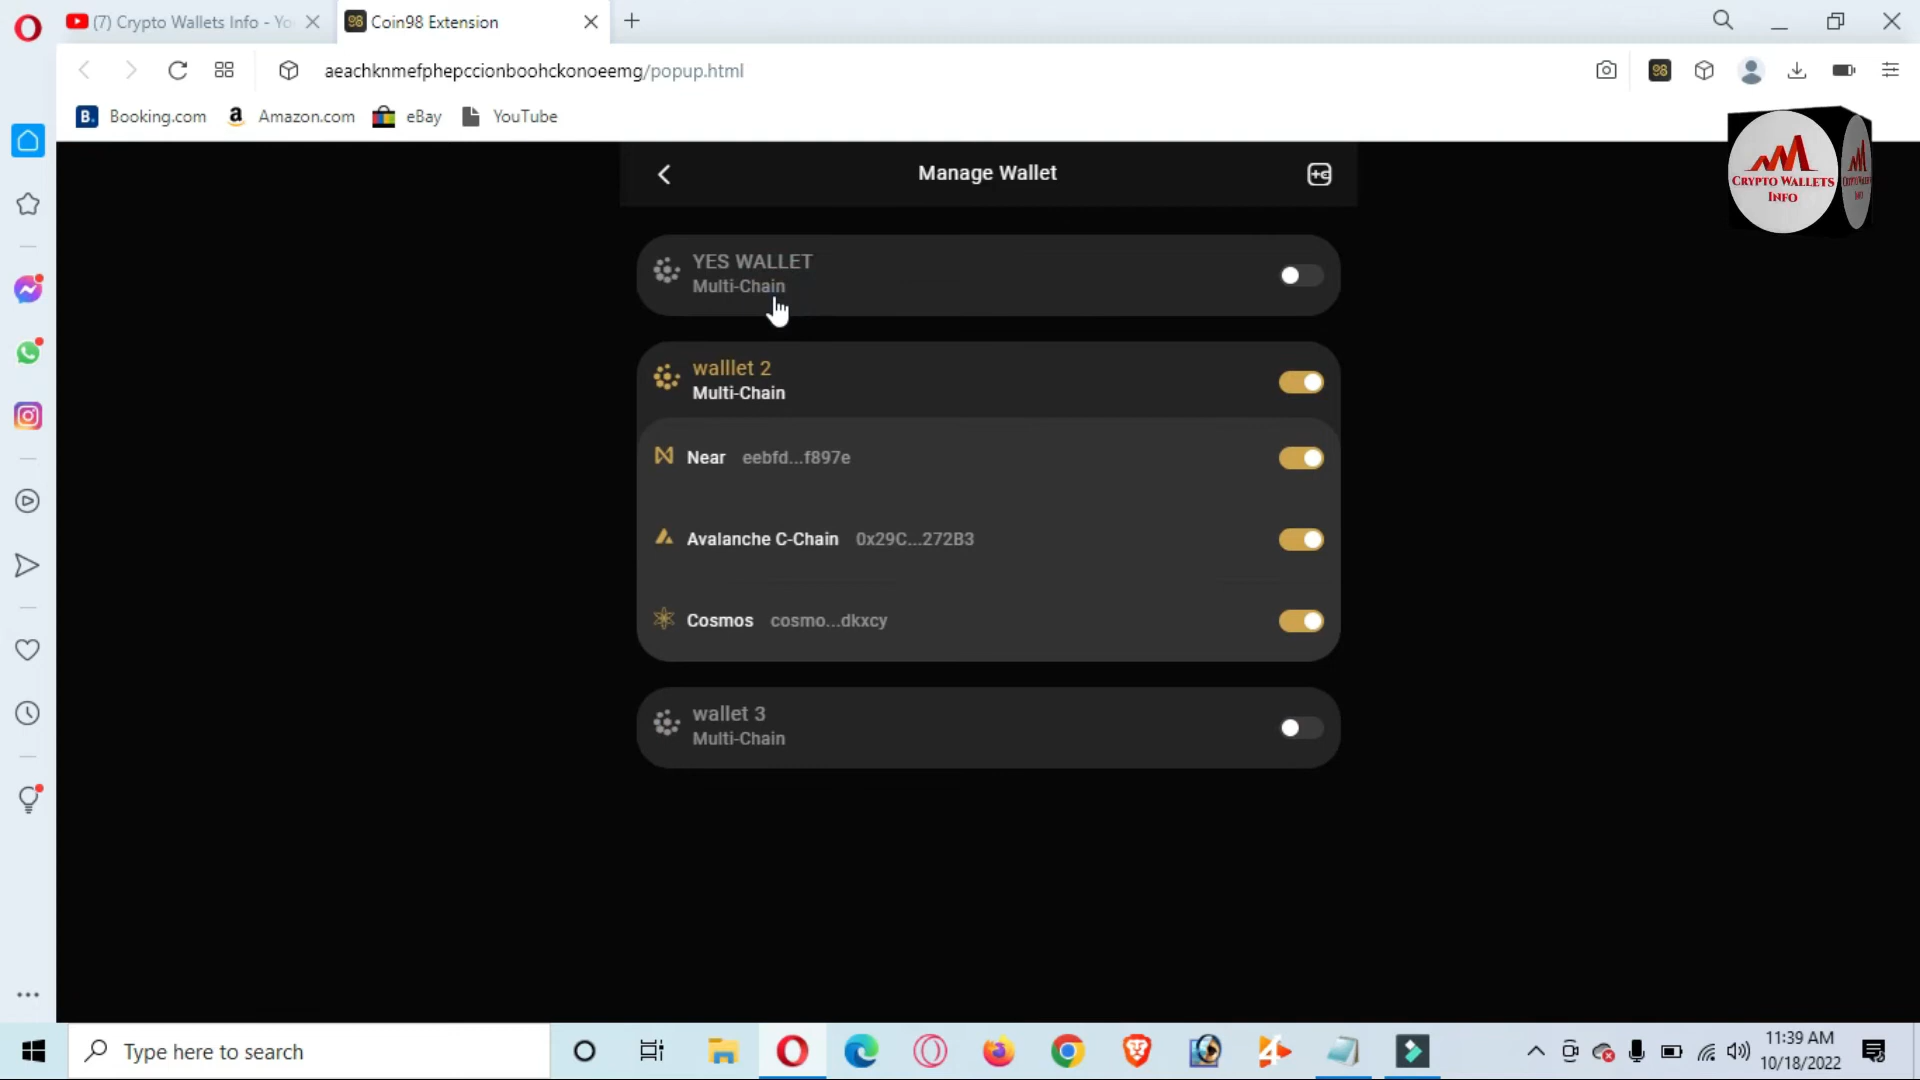 (7) Crypto Wallets Info - Yo
Coin98 Extension
aeachknmefphepccionboohckonoeemg/popup.html
98
B. Booking.com
a Amazon.com
eBay
YouTube
CRYPTO WALLETS
INFO
Manage Wallet
YES WALLET
Multi-Chain
walllet 2
Multi-Chain
Near eebfd...f897e
Avalanche C-Chain 0x29C...272B3
Cosmos cosmo...dkxcy
wallet 3
Multi-Chain
Type here to search
11:39 AM
10/18/2022